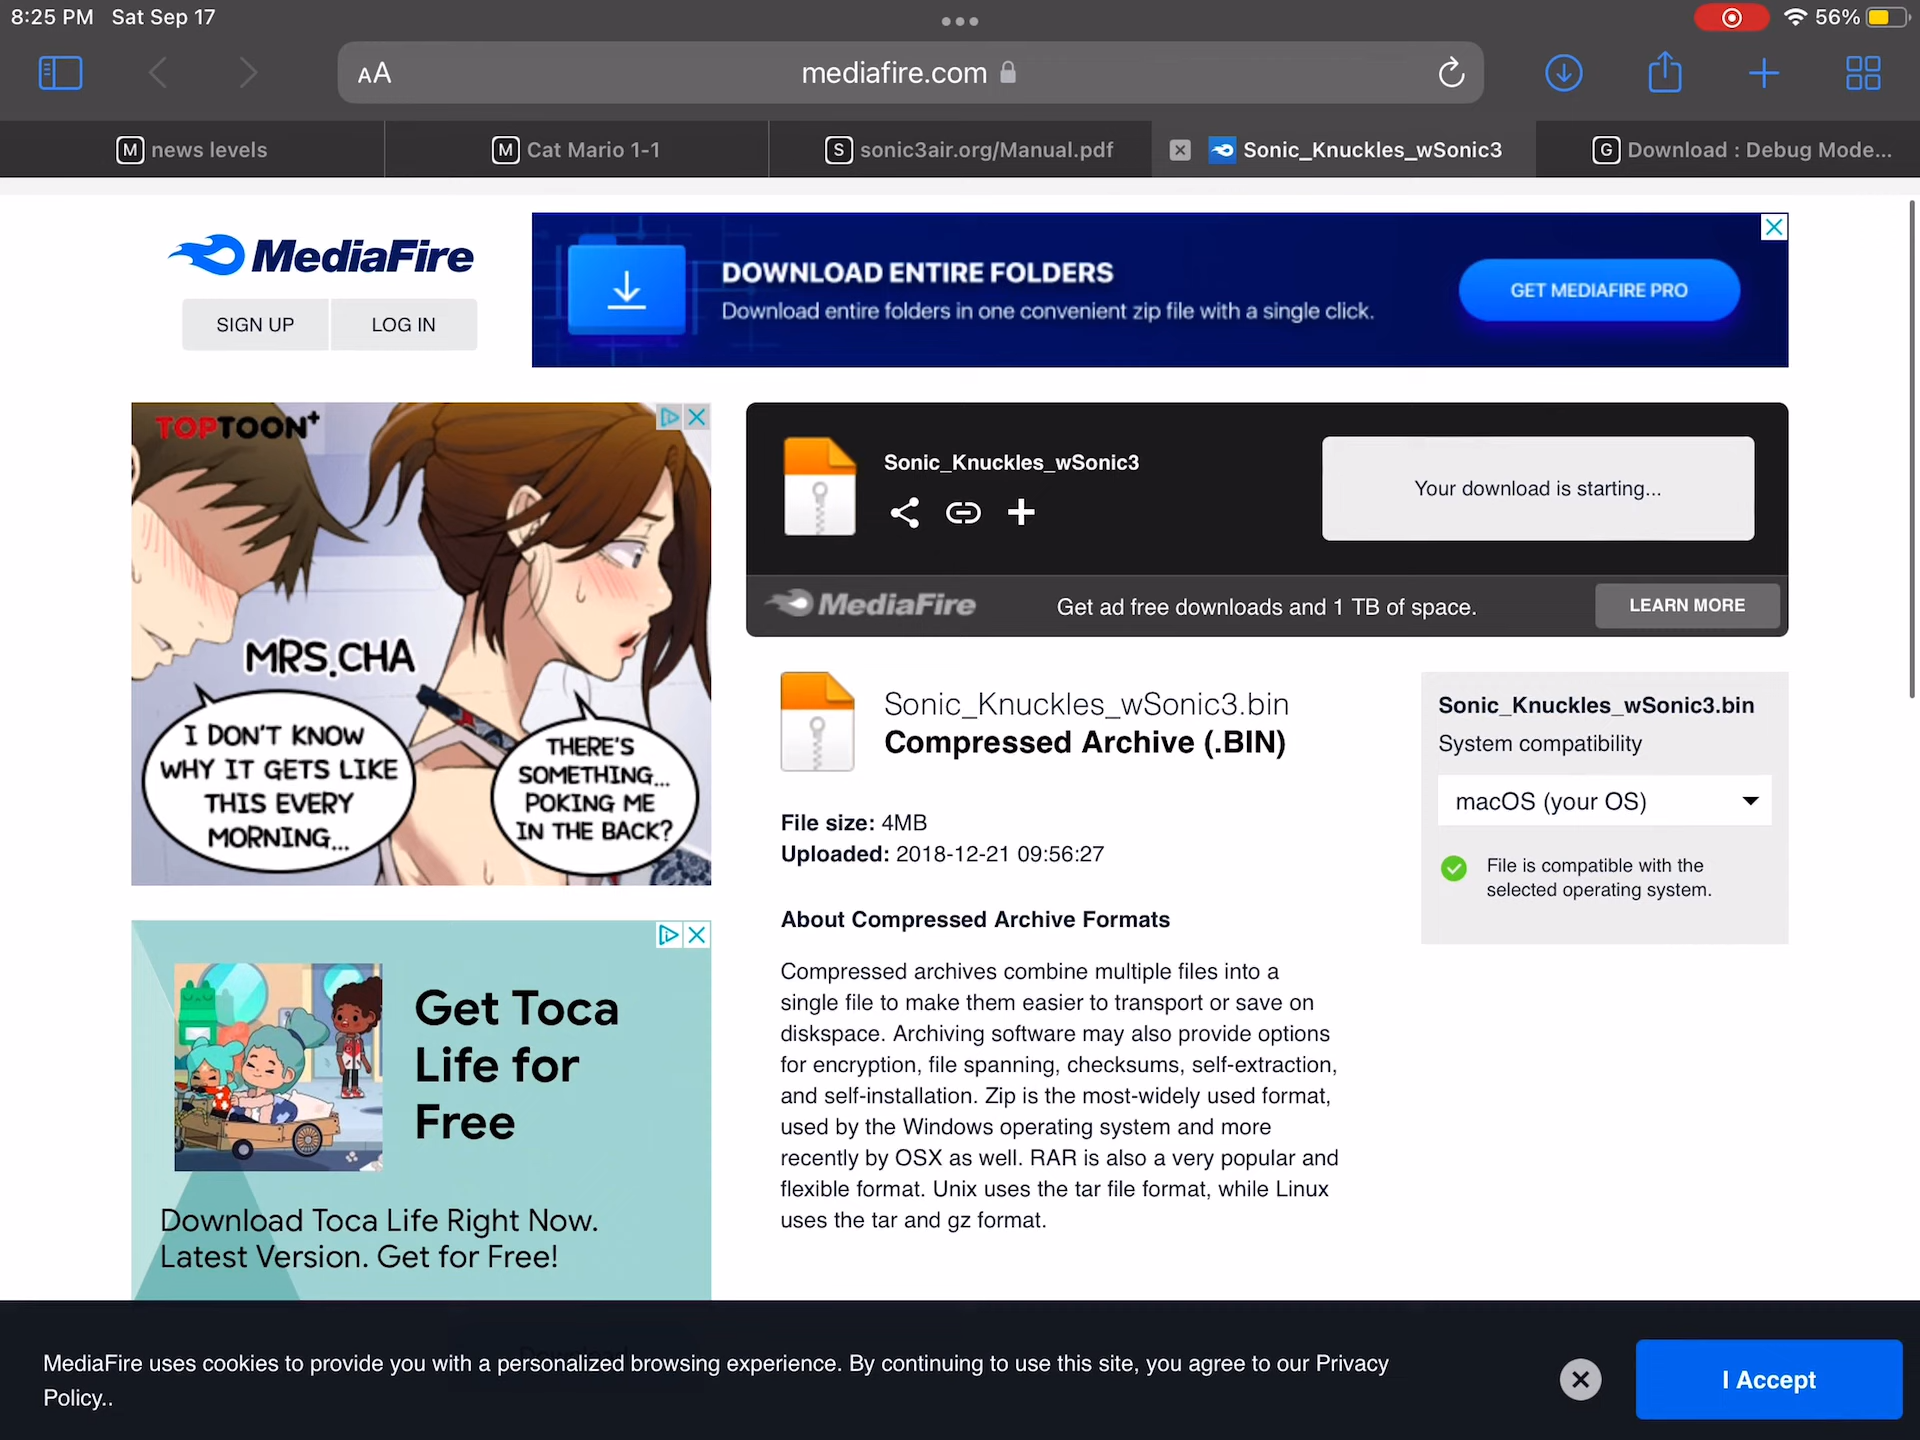 8:25 PM Sat Sep 17
56%
AA
mediafire.com
M news levels
M Cat Mario 1-1
S sonic3air.org/Manual.pdf
Sonic_Knuckles_wSonic3
G Download : Debug Mode...
MediaFire
SIGN UP
LOG IN
DOWNLOAD ENTIRE FOLDERS
Download entire folders in one convenient zip file with a single click.
GET MEDIAFIRE PRO
TOPTOON+
MRS.CHA
I DON'T KNOW
WHY IT GETS LIKE
THIS EVERY
MORNING...
THERE'S
SOMETHING...
POKING ME
IN THE BACK?
Sonic_Knuckles_wSonic3
Your download is starting...
MediaFire
Get ad free downloads and 1 TB of space.
LEARN MORE
Sonic_Knuckles_wSonic3.bin
Compressed Archive (.BIN)
File size: 4MB
Uploaded: 2018-12-21 09:56:27
About Compressed Archive Formats
Compressed archives combine multiple files into a
single file to make them easier to transport or save on
diskspace. Archiving software may also provide options
for encryption, file spanning, checksums, self-extraction,
and self-installation. Zip is the most-widely used format,
used by the Windows operating system and more
recently by OSX as well. RAR is also a very popular and
flexible format. Unix uses the tar file format, while Linux
uses the tar and gz format.
Sonic_Knuckles_wSonic3.bin
System compatibility
macOS (your OS)
File is compatible with the
selected operating system.
Get Toca
Life for
Free
Download Toca Life Right Now.
Latest Version. Get for Free!
MediaFire uses cookies to provide you with a personalized browsing experience. By continuing to use this site, you agree to our Privacy
Policy..
I Accept